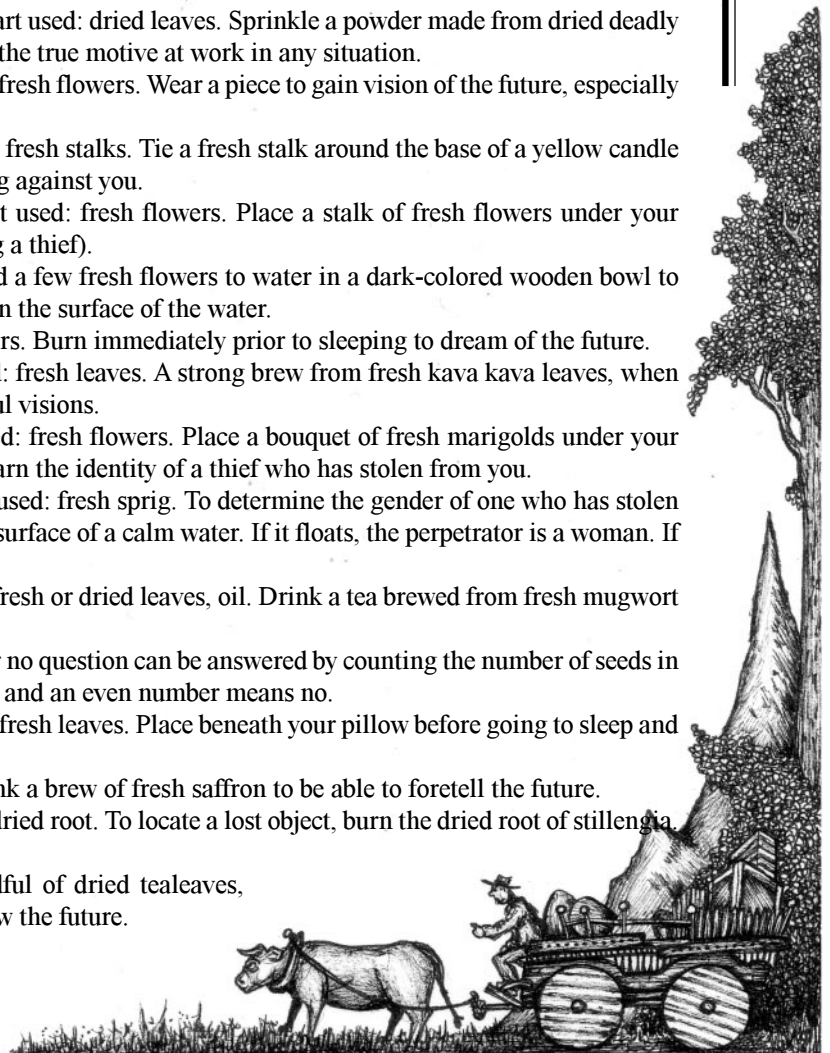 art used: dried leaves. Sprinkle a powder made from dried deadly
the true motive at work in any situation.
fresh flowers. Wear a piece to gain vision of the future, especially
fresh stalks. Tie a fresh stalk around the base of a yellow candle
g against you.
t used: fresh flowers. Place a stalk of fresh flowers under your
g a thief).
d a few fresh flowers to water in a dark-colored wooden bowl to
n the surface of the water.
rs. Burn immediately prior to sleeping to dream of the future.
l: fresh leaves. A strong brew from fresh kava kava leaves, when
ul visions.
d: fresh flowers. Place a bouquet of fresh marigolds under your
arn the identity of a thief who has stolen from you.
used: fresh sprig. To determine the gender of one who has stolen
surface of a calm water. If it floats, the perpetrator is a woman. If
fresh or dried leaves, oil. Drink a tea brewed from fresh mugwort
r no question can be answered by counting the number of seeds in
and an even number means no.
fresh leaves. Place beneath your pillow before going to sleep and
nk a brew of fresh saffron to be able to foretell the future.
dried root. To locate a lost object, burn the dried root of stillengia.
dful of dried tealeaves,
w the future.